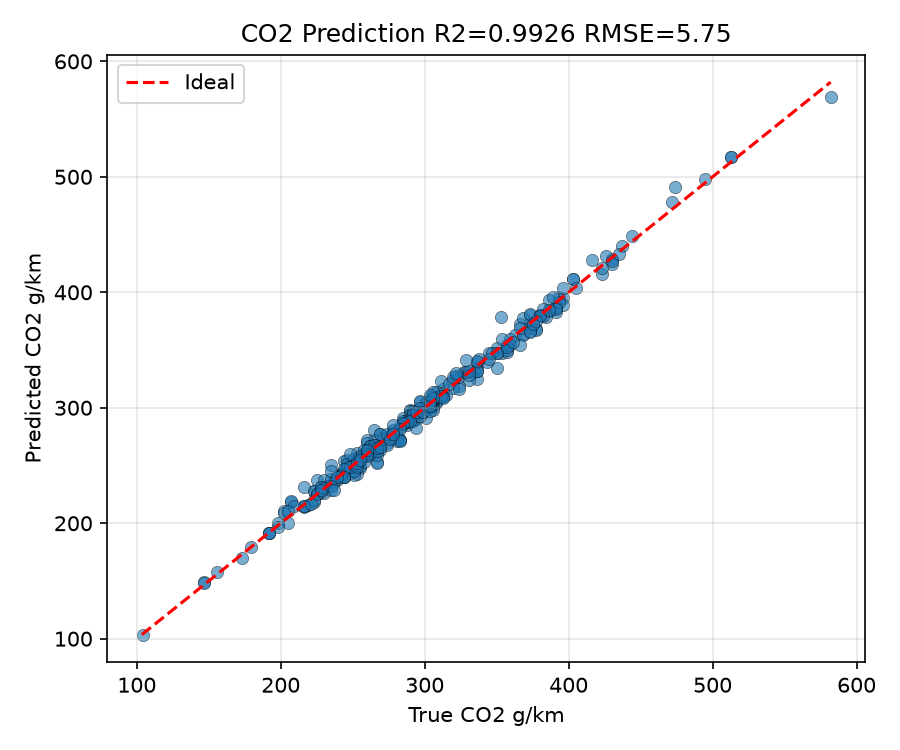 CO2 Prediction R2=0.9926 RMSE=5.75
Ideal
600
500
400
300
200
100
Predicted CO2 g/km
100 200 300 400 500 600
True CO2 g/km